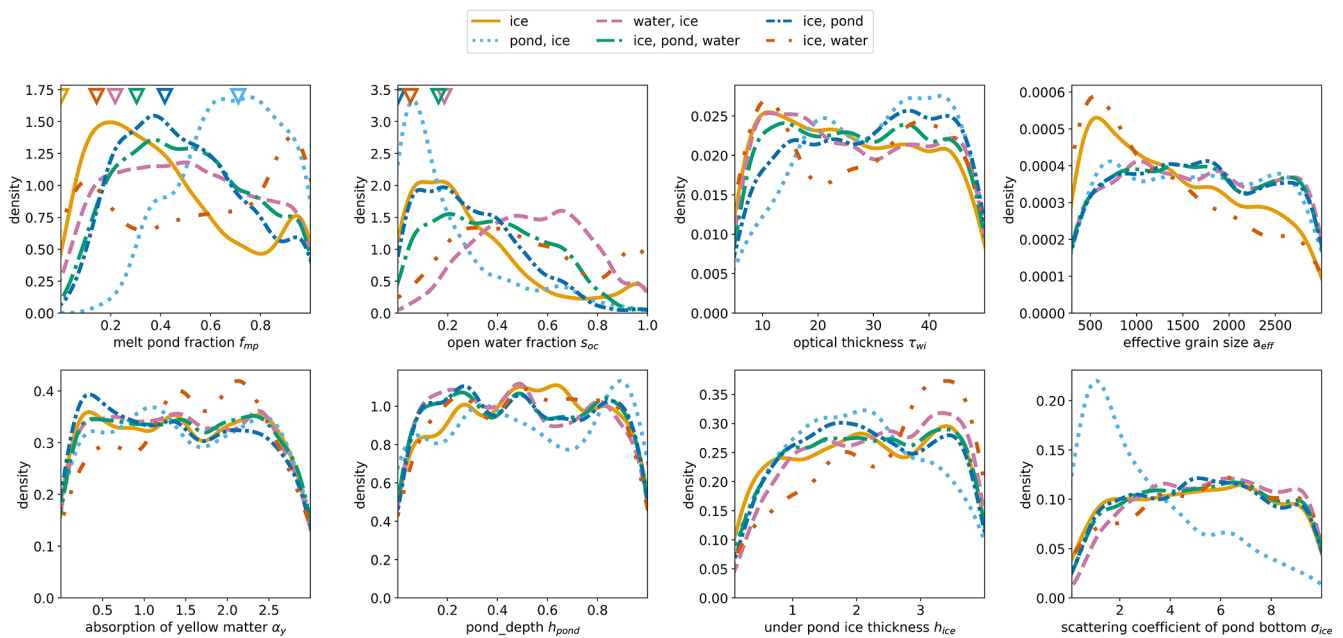 ice
pond, ice
water, ice
ice, pond, water
ice, pond
ice, water
density
1.75
1.50
1.25
1.00
0.75
0.50
0.25
0.00
0.2 0.4 0.6 0.8
melt pond fraction f_mp
density
3.5
3.0
2.5
2.0
1.5
1.0
0.5
0.0
0.2 0.4 0.6 0.8 1.0
open water fraction s_oc
density
0.025
0.020
0.015
0.010
0.005
0.000
10 20 30 40
optical thickness τ_wi
density
0.0006
0.0005
0.0004
0.0003
0.0002
0.0001
0.0000
500 1000 1500 2000 2500
effective grain size a_eff
density
0.4
0.3
0.2
0.1
0.0
0.5 1.0 1.5 2.0 2.5
absorption of yellow matter α_y
density
1.0
0.8
0.6
0.4
0.2
0.0
0.2 0.4 0.6 0.8
pond_depth h_pond
density
0.35
0.30
0.25
0.20
0.15
0.10
0.05
0.00
1 2 3
under pond ice thickness h_ice
density
0.20
0.15
0.10
0.05
0.00
2 4 6 8
scattering coefficient of pond bottom σ_ice